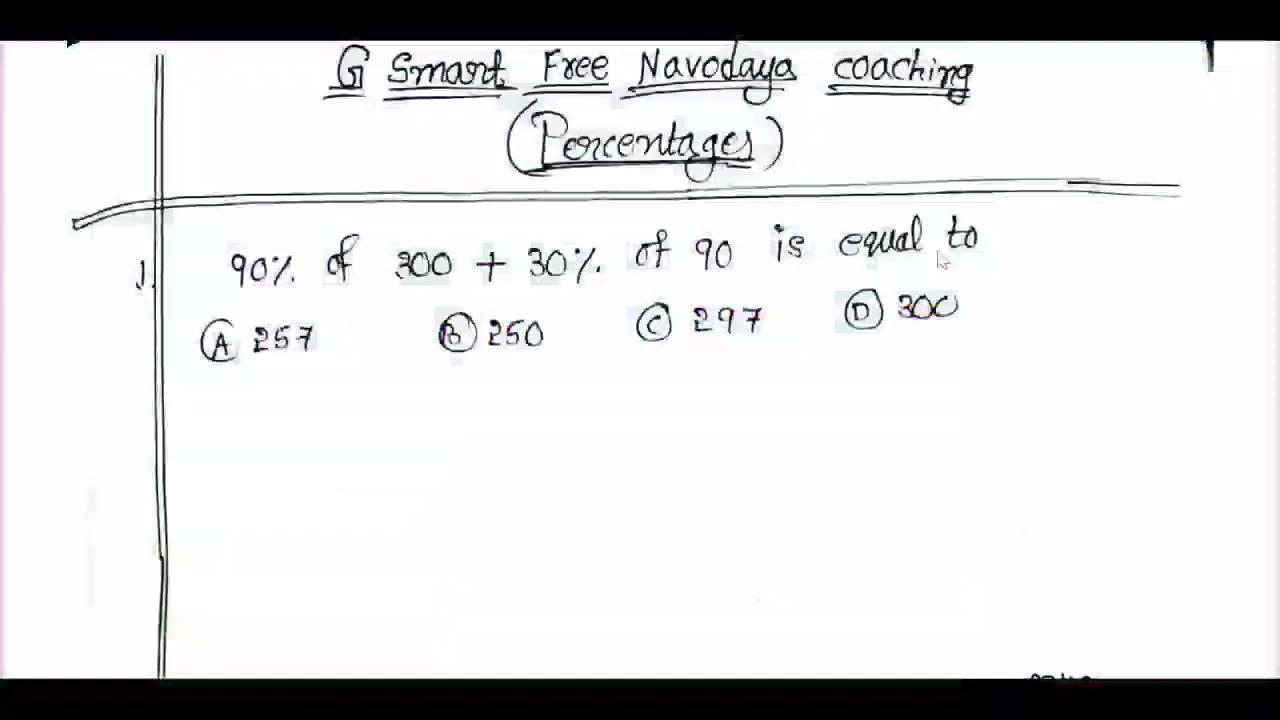 G Smart Free Navodaya coaching
(Percentages)
1. 90% of 300 + 30% of 90 is equal to
(A) 257 (B) 250 (C) 297 (D) 300